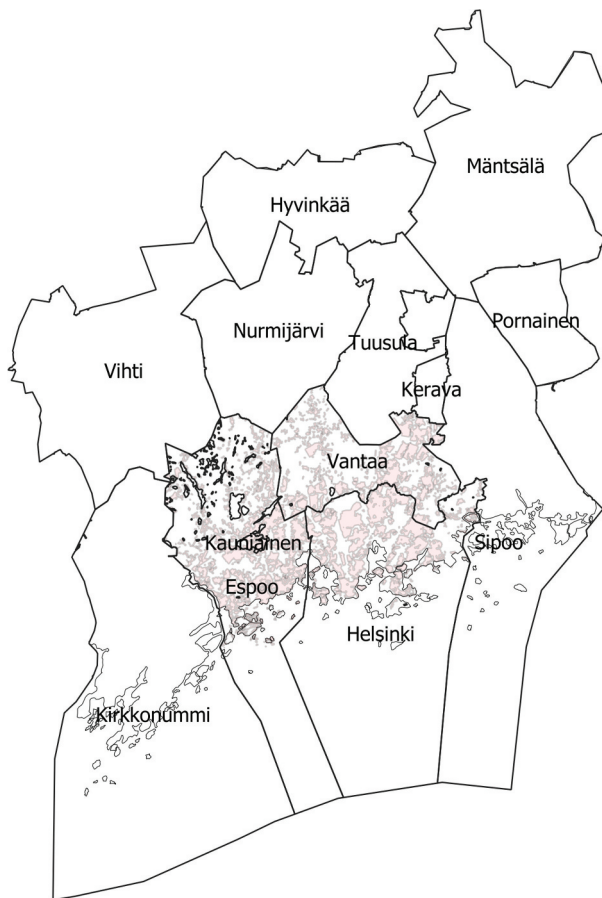 Mäntsälä
Hyvinkää
Pornainen
Nurmijärvi
Tuusula
Vihti
Kerava
Vantaa
Kauniainen
Sipoo
Espoo
Helsinki
Kirkkonummi